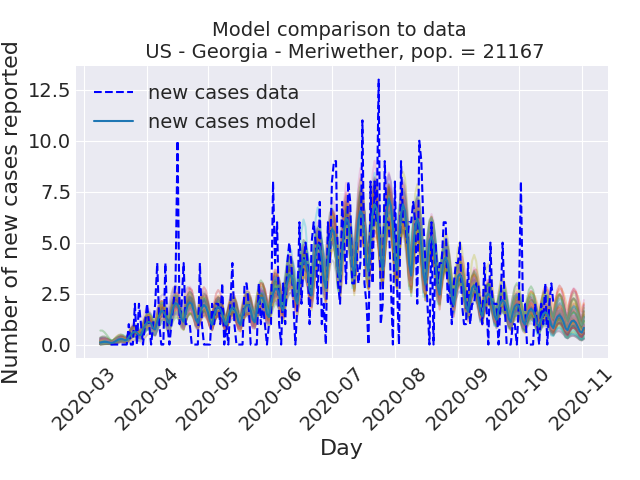 Model comparison to data
US - Georgia - Meriwether, pop. = 21167
Number of new cases reported
12.5
10.0
7.5
5.0
2.5
0.0
new cases data
new cases model
2020-03
2020-04
2020-05
2020-06
2020-07
2020-08
2020-09
2020-10
2020-11
Day